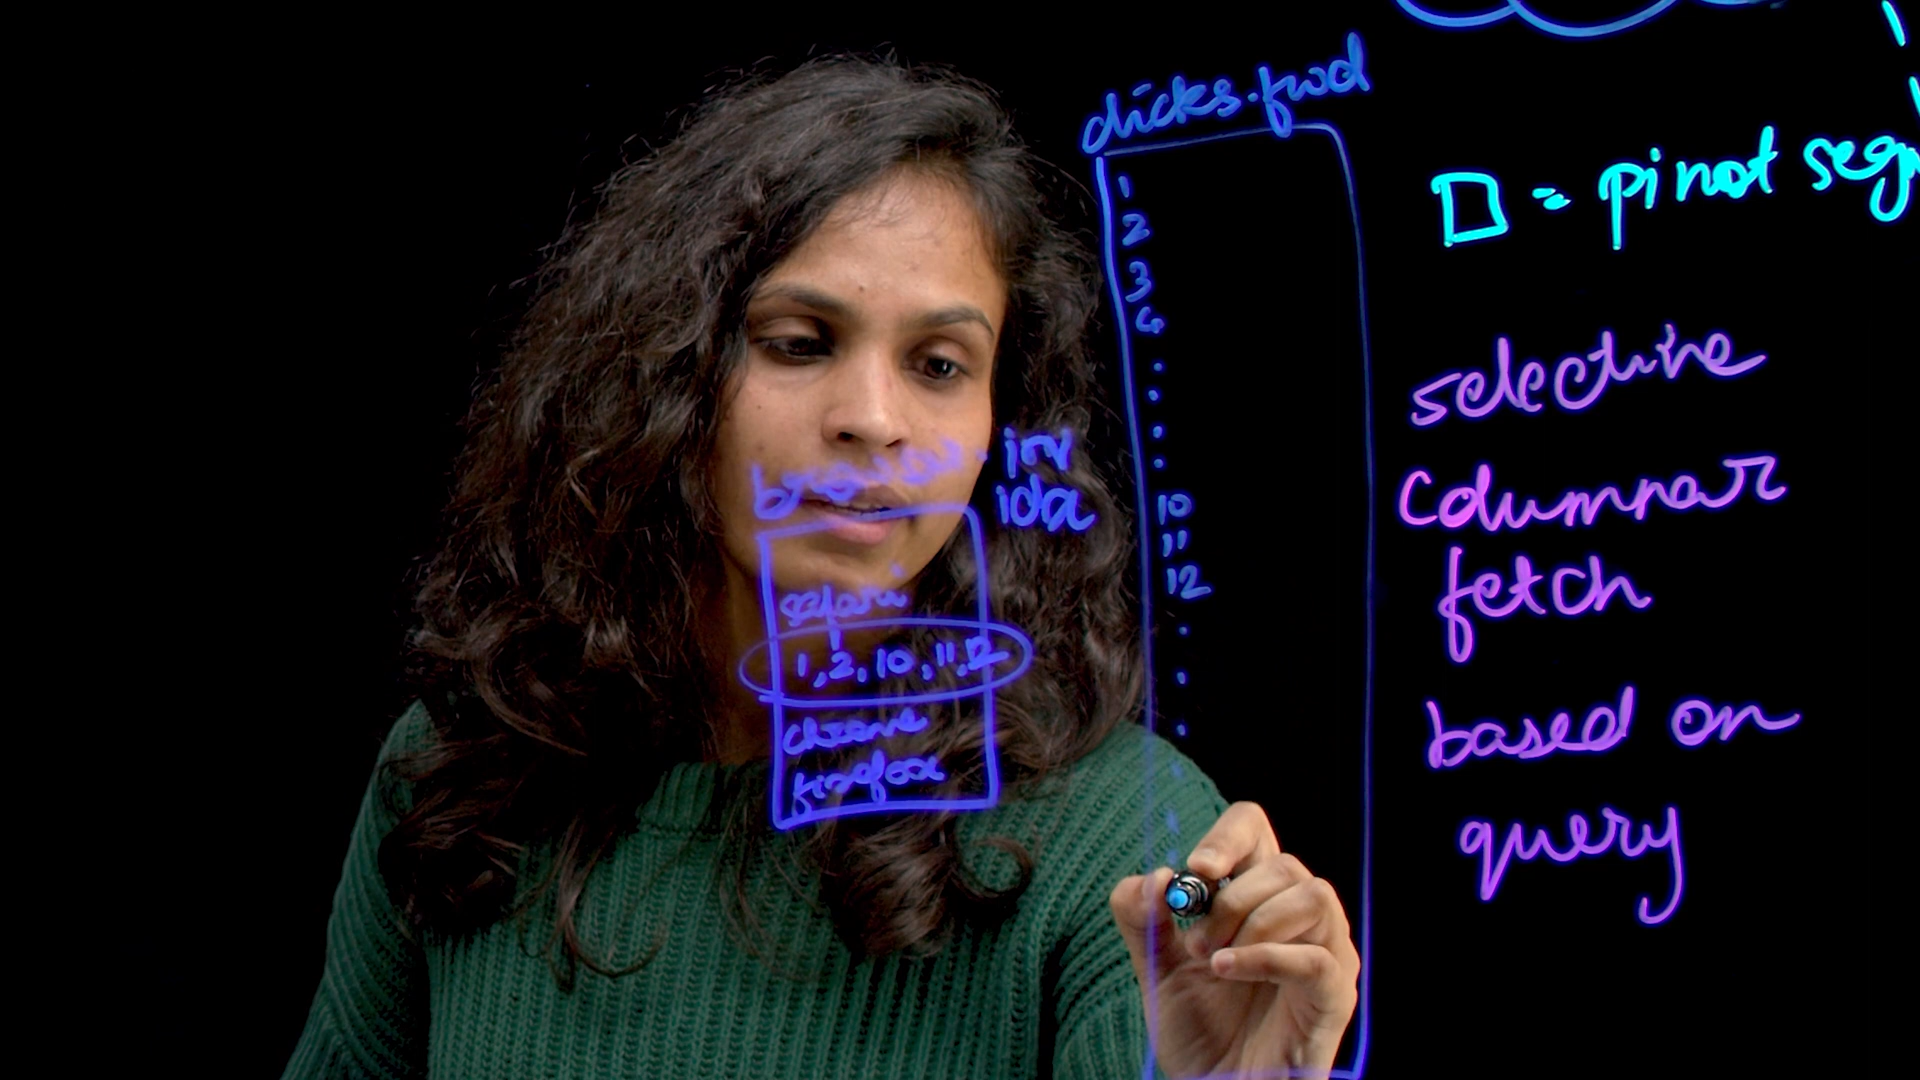 browser.inv
idx
safari
1, 2, 10, 11, 12
chrome
firefox
clicks.fwd
1
2
3
4
.
.
.
.
10
11
12
.
.
.
.
.
□ = pinot
selective
columnar
fetch
based on
query